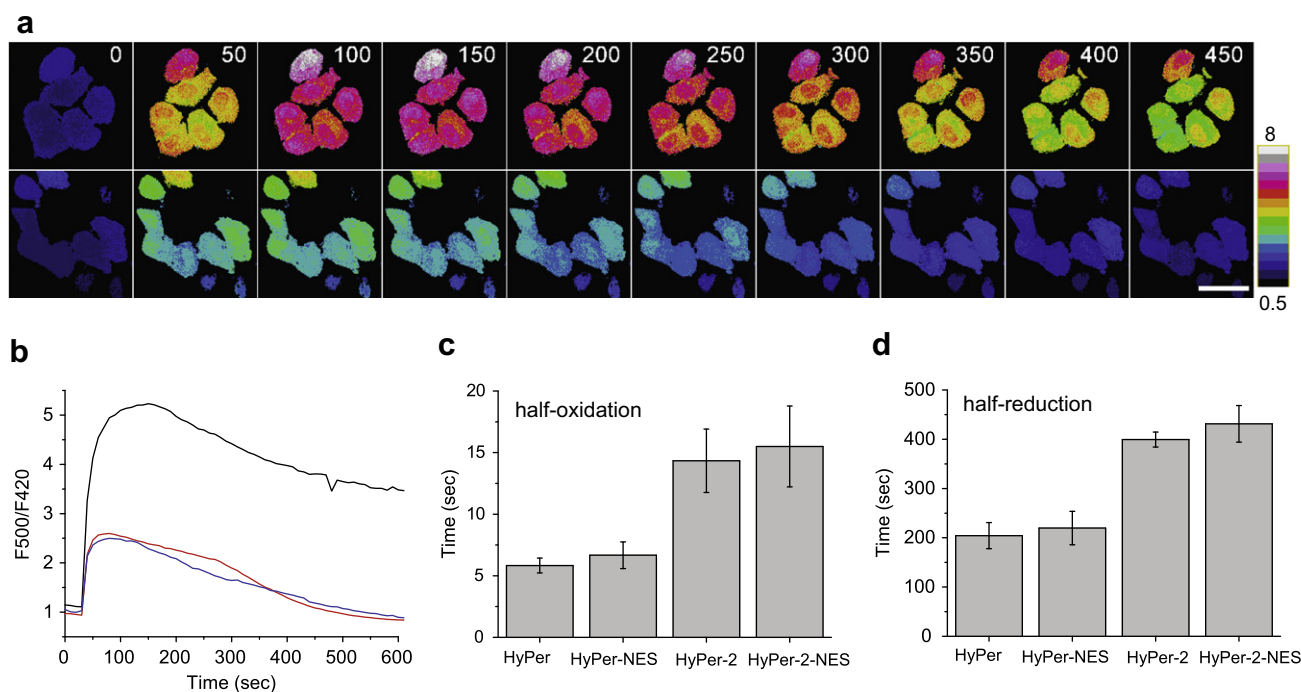 a
0 50 100 150 200 250 300 350 400 450
8
0.5
b
F500/F420
5
4
3
2
1
0 100 200 300 400 500 600
Time (sec)
c
half-oxidation
Time (sec)
20
15
10
5
0
HyPer HyPer-NES HyPer-2 HyPer-2-NES
d
half-reduction
Time (sec)
500
400
300
200
100
0
HyPer HyPer-NES HyPer-2 HyPer-2-NES